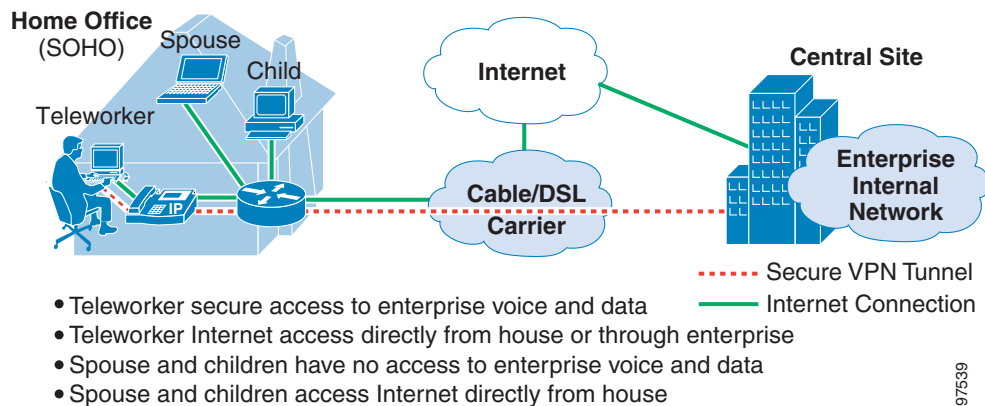 Home Office
(SOHO)
Spouse
Child
Teleworker
IP
Internet
Cable/DSL
Carrier
Central Site
Enterprise
Internal
Network
Secure VPN Tunnel
Internet Connection
• Teleworker secure access to enterprise voice and data
• Teleworker Internet access directly from house or through enterprise
• Spouse and children have no access to enterprise voice and data
• Spouse and children access Internet directly from house
97539